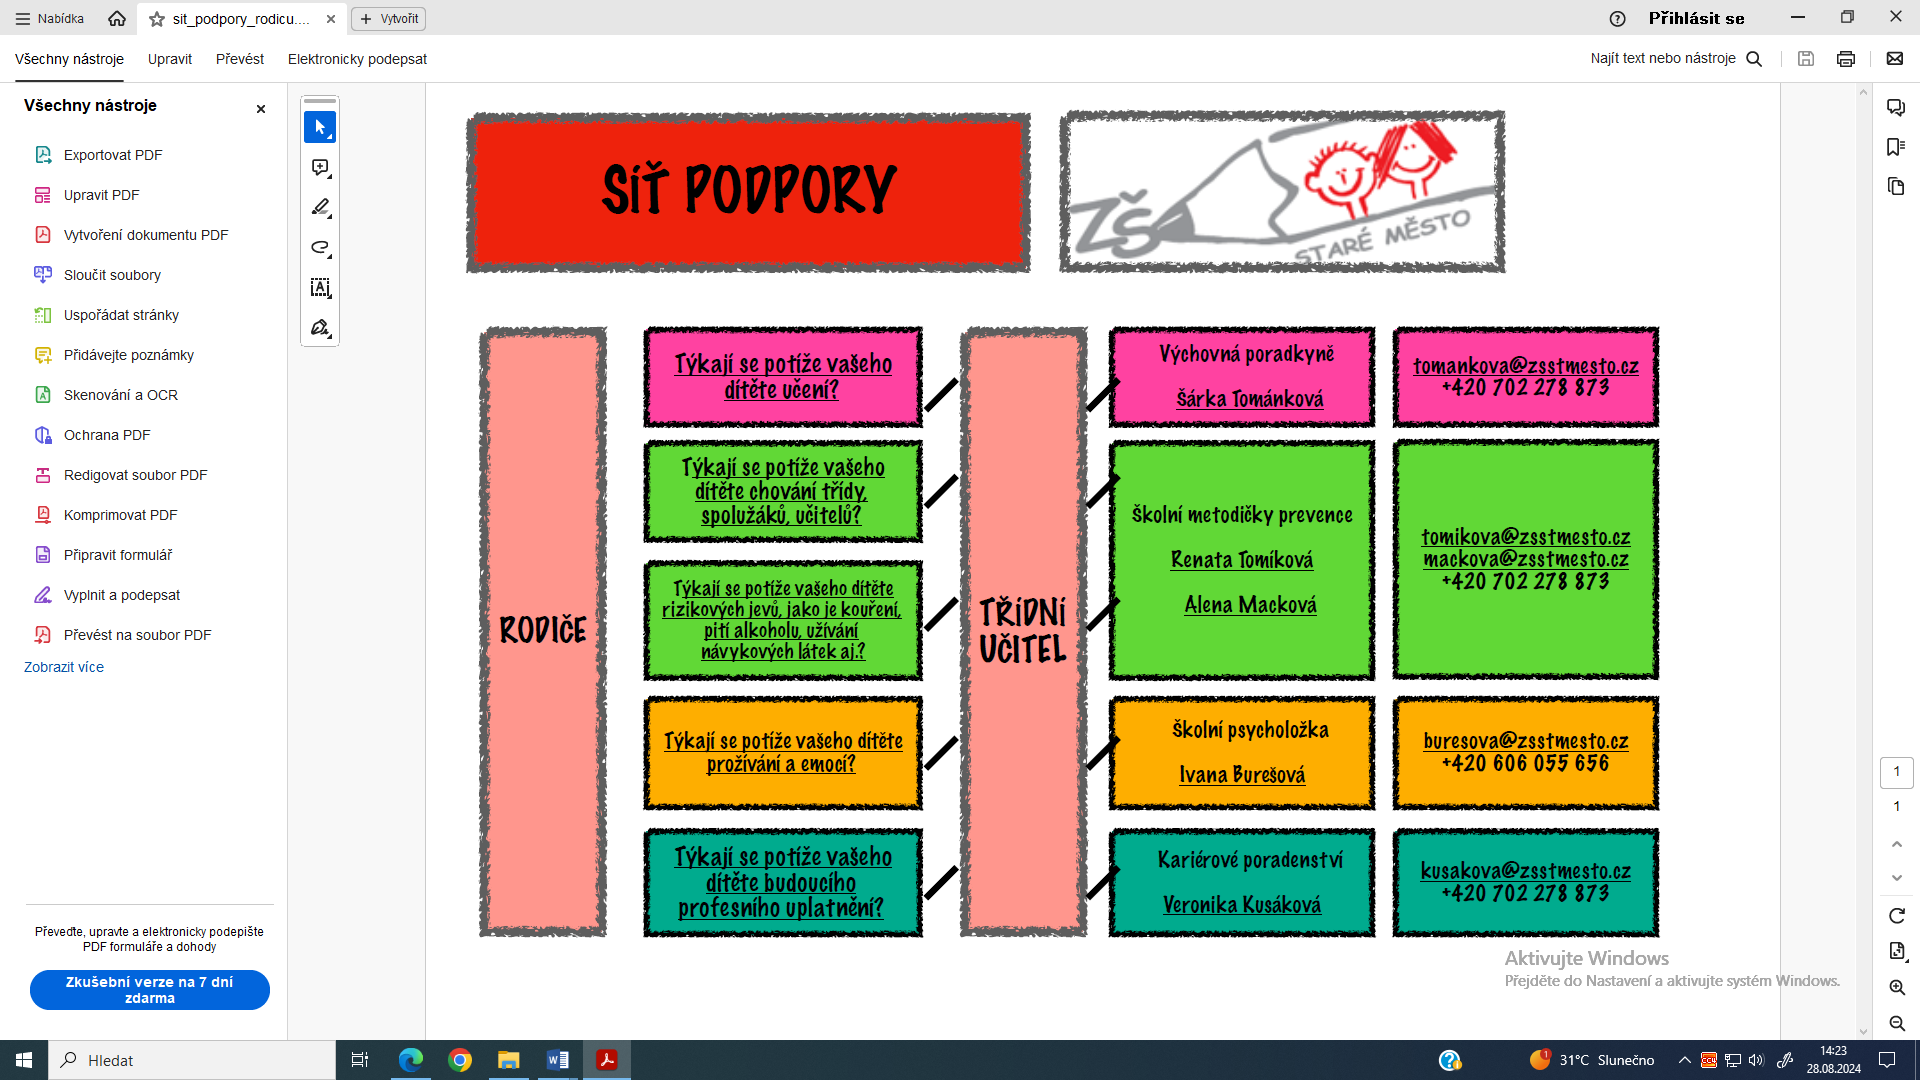 Nabídka
sit_podpory_rodicu....
Vytvořit
Přihlásit se
Všechny nástroje
Upravit
Převést
Elektronicky podepsat
Najít text nebo nástroje
Všechny nástroje
Exportovat PDF
Upravit PDF
Vytvoření dokumentu PDF
Sloučit soubory
Uspořádat stránky
Přidávejte poznámky
Skenování a OCR
Ochrana PDF
Redigovat soubor PDF
Komprimovat PDF
Připravit formulář
Vyplnit a podepsat
Převést na soubor PDF
Zobrazit více
Převeďte, upravte a elektronicky podepište
PDF formuláře a dohody
Zkušební verze na 7 dní
zdarma
SÍŤ PODPORY
ZŠ
STARÉ MĚSTO
RODIČE
Týkají se potíže vašeho
dítěte učení?
Týkají se potíže vašeho
dítěte chování třídy,
spolužáků, učitelů?
Týkají se potíže vašeho dítěte
rizikových jevů, jako je kouření,
pití alkoholu, užívání
návykových látek aj.?
Týkají se potíže vašeho dítěte
prožívání a emocí?
Týkají se potíže vašeho
dítěte budoucího
profesního uplatnění?
TŘÍDNÍ
UČITEL
Výchovná poradkyně
Šárka Tománková
Školní metodičky prevence
Renata Tomíková
Alena Macková
Školní psycholožka
Ivana Burešová
Kariérové poradenství
Veronika Kusáková
tomankova@zsstmesto.cz
+420 702 278 873
tomikova@zsstmesto.cz
mackova@zsstmesto.cz
+420 702 278 873
buresova@zsstmesto.cz
+420 606 055 656
kusakova@zsstmesto.cz
+420 702 278 873
1
1
Aktivujte Windows
Přejděte do Nastavení a aktivujte systém Windows.
Hledat
1
31°C Slunečno
14:23
28.08.2024